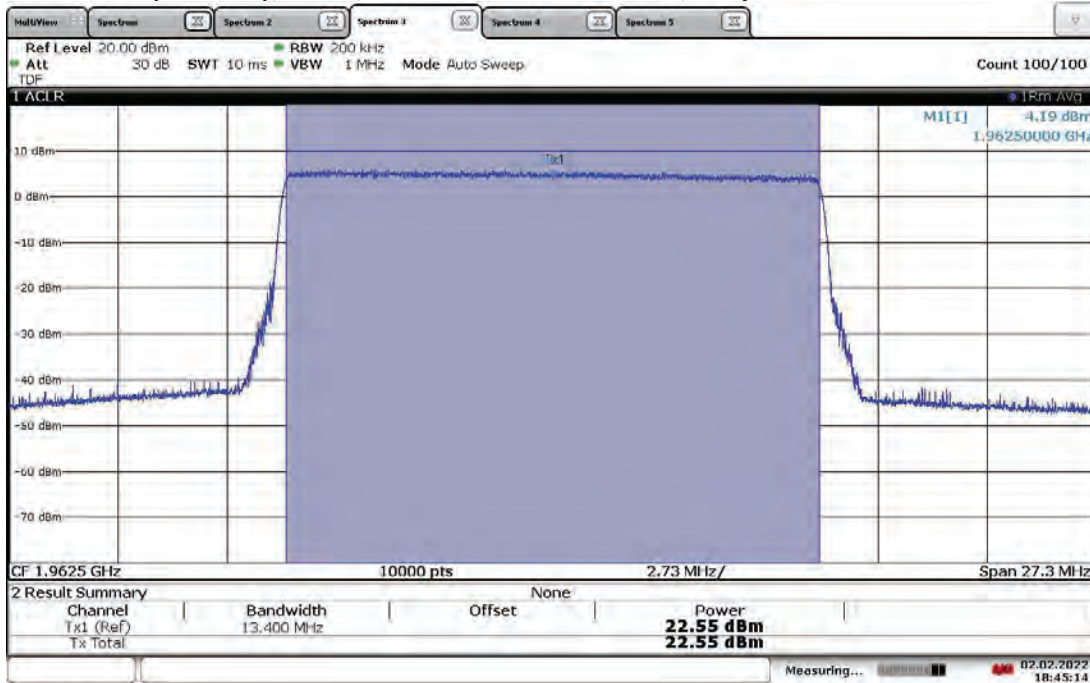 MultiView Spectrum Spectrum 2 Spectrum 3 Spectrum 4 Spectrum 5
Ref Level 20.00 dBm RBW 200 kHz
Att 30 dB SWT 10 ms VBW 1 MHz Mode Auto Sweep Count 100/100
TDF
1 ACLR 1Rm Avg
M1[1] 4.19 dBm
1.96250000 GHz
10 dBm
Tx1
0 dBm
-10 dBm
-20 dBm
-30 dBm
-40 dBm
-50 dBm
-60 dBm
-70 dBm
CF 1.9625 GHz 10000 pts 2.73 MHz/ Span 27.3 MHz
2 Result Summary None
Channel Bandwidth Offset Power
Tx1 (Ref) 13.400 MHz 22.55 dBm
Tx Total 22.55 dBm
Measuring... 02.02.2022
18:45:14